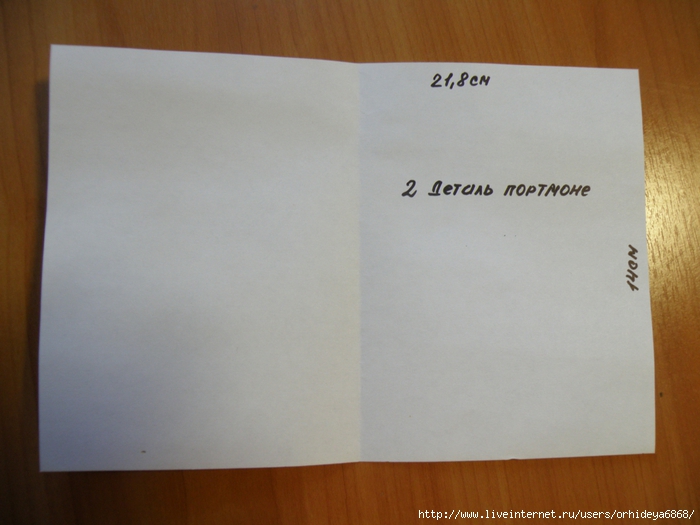 21,8см
2 Деталь портмоне
14см
http://www.liveinternet.ru/users/orhideya6868/